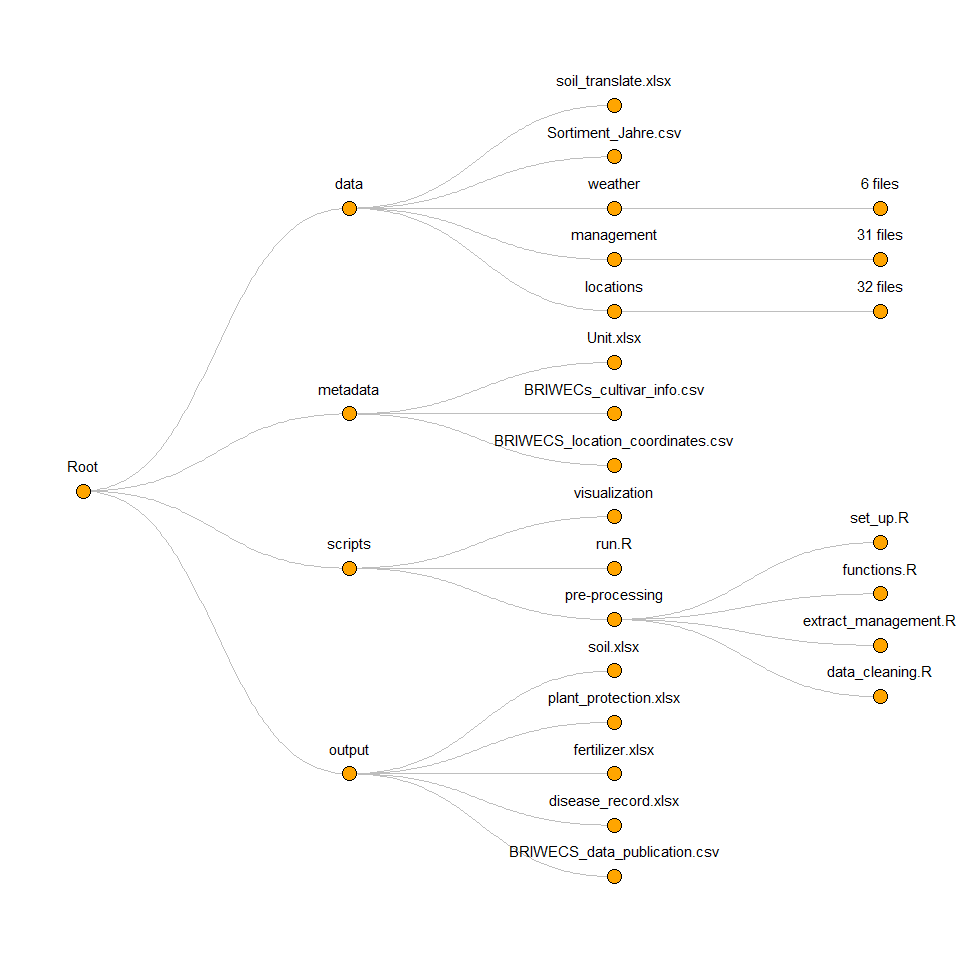 soil_translate.xlsx
Sortiment_Jahre.csv
data
weather
6 files
management
31 files
locations
32 files
Unit.xlsx
metadata
BRIWECs_cultivar_info.csv
BRIWECS_location_coordinates.csv
Root
visualization
set_up.R
scripts
run.R
functions.R
pre-processing
extract_management.R
soil.xlsx
data_cleaning.R
plant_protection.xlsx
output
fertilizer.xlsx
disease_record.xlsx
BRIWECS_data_publication.csv